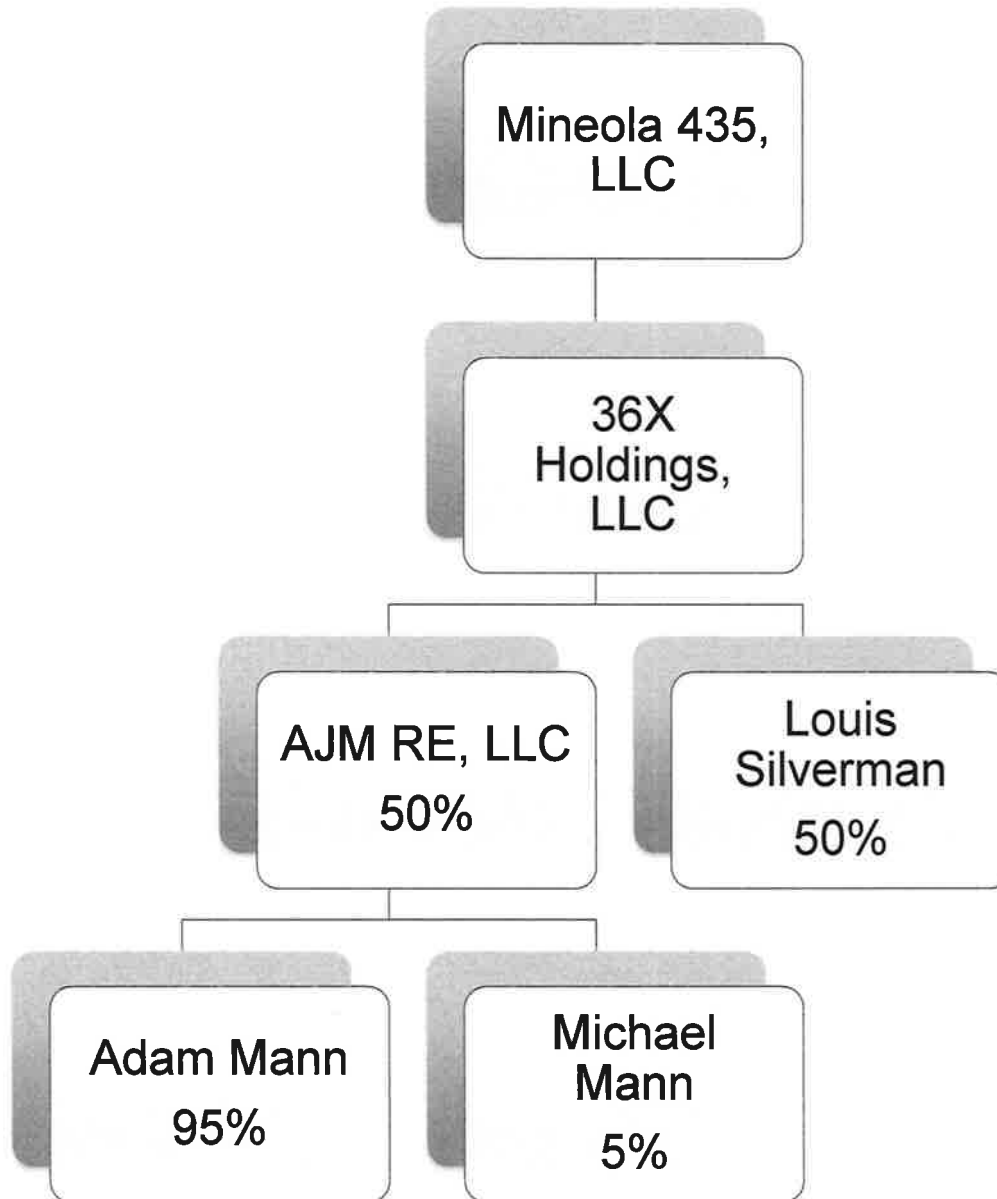 Mineola 435,
LLC
36X
Holdings,
LLC
AJM RE, LLC
50%
Louis
Silverman
50%
Adam Mann
95%
Michael
Mann
5%